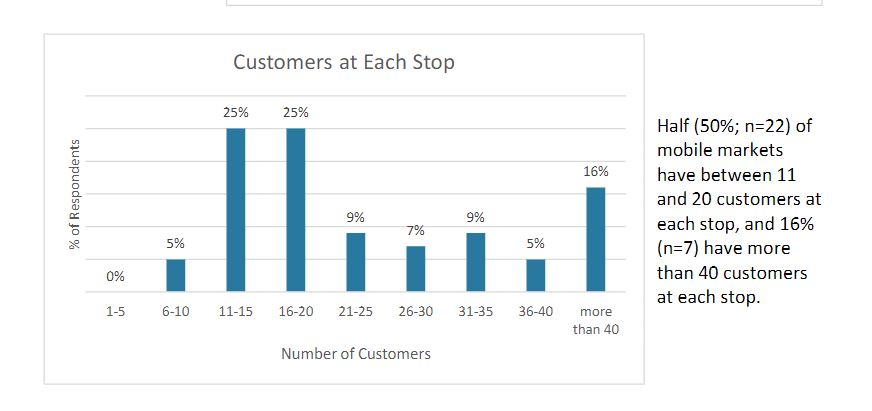 Customers at Each Stop
% of Respondents
0%
5%
25%
25%
9%
7%
9%
5%
16%
1-5
6-10
11-15
16-20
21-25
26-30
31-35
36-40
more
than 40
Number of Customers
Half (50%; n=22) of
mobile markets
have between 11
and 20 customers at
each stop, and 16%
(n=7) have more
than 40 customers
at each stop.